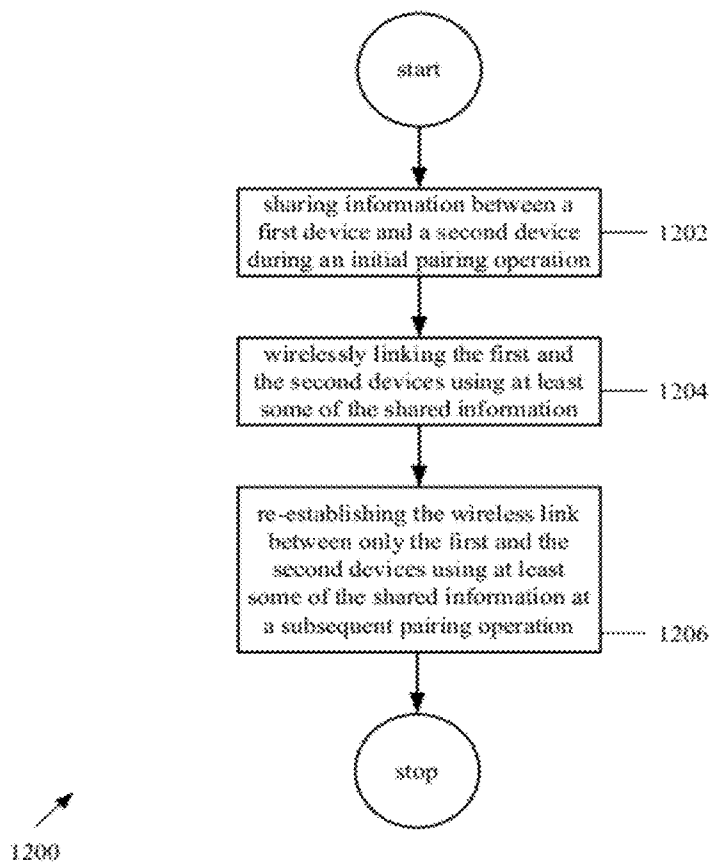 start
sharing information between a
first device and a second device
during an initial pairing operation
1202
wirelessly linking the first and
the second devices using at least
some of the shared information
1204
re-establishing the wireless link
between only the first and the
second devices using at least
some of the shared information at
a subsequent pairing operation
1206
stop
1200